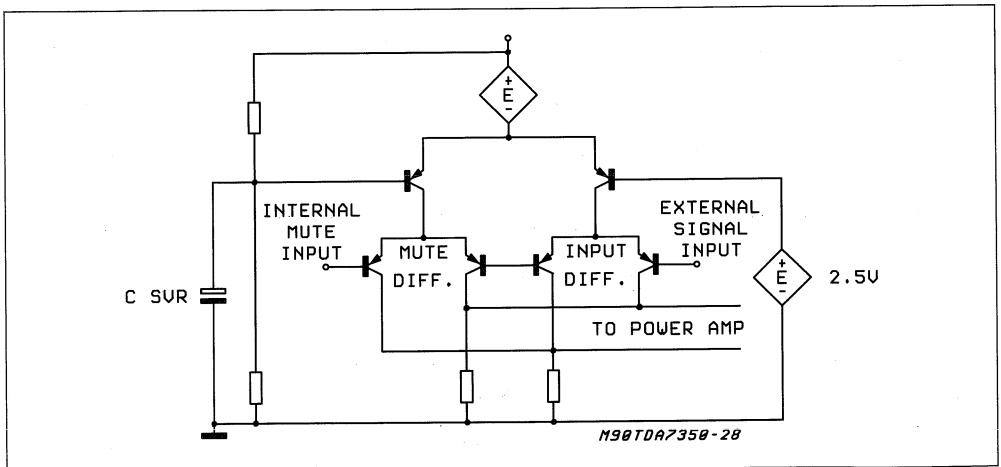 +
E
-
INTERNAL
MUTE
INPUT
MUTE
DIFF.
INPUT
DIFF.
EXTERNAL
SIGNAL
INPUT
+
E
-
2.5V
C SVR
TO POWER AMP
M90TDA7350-28